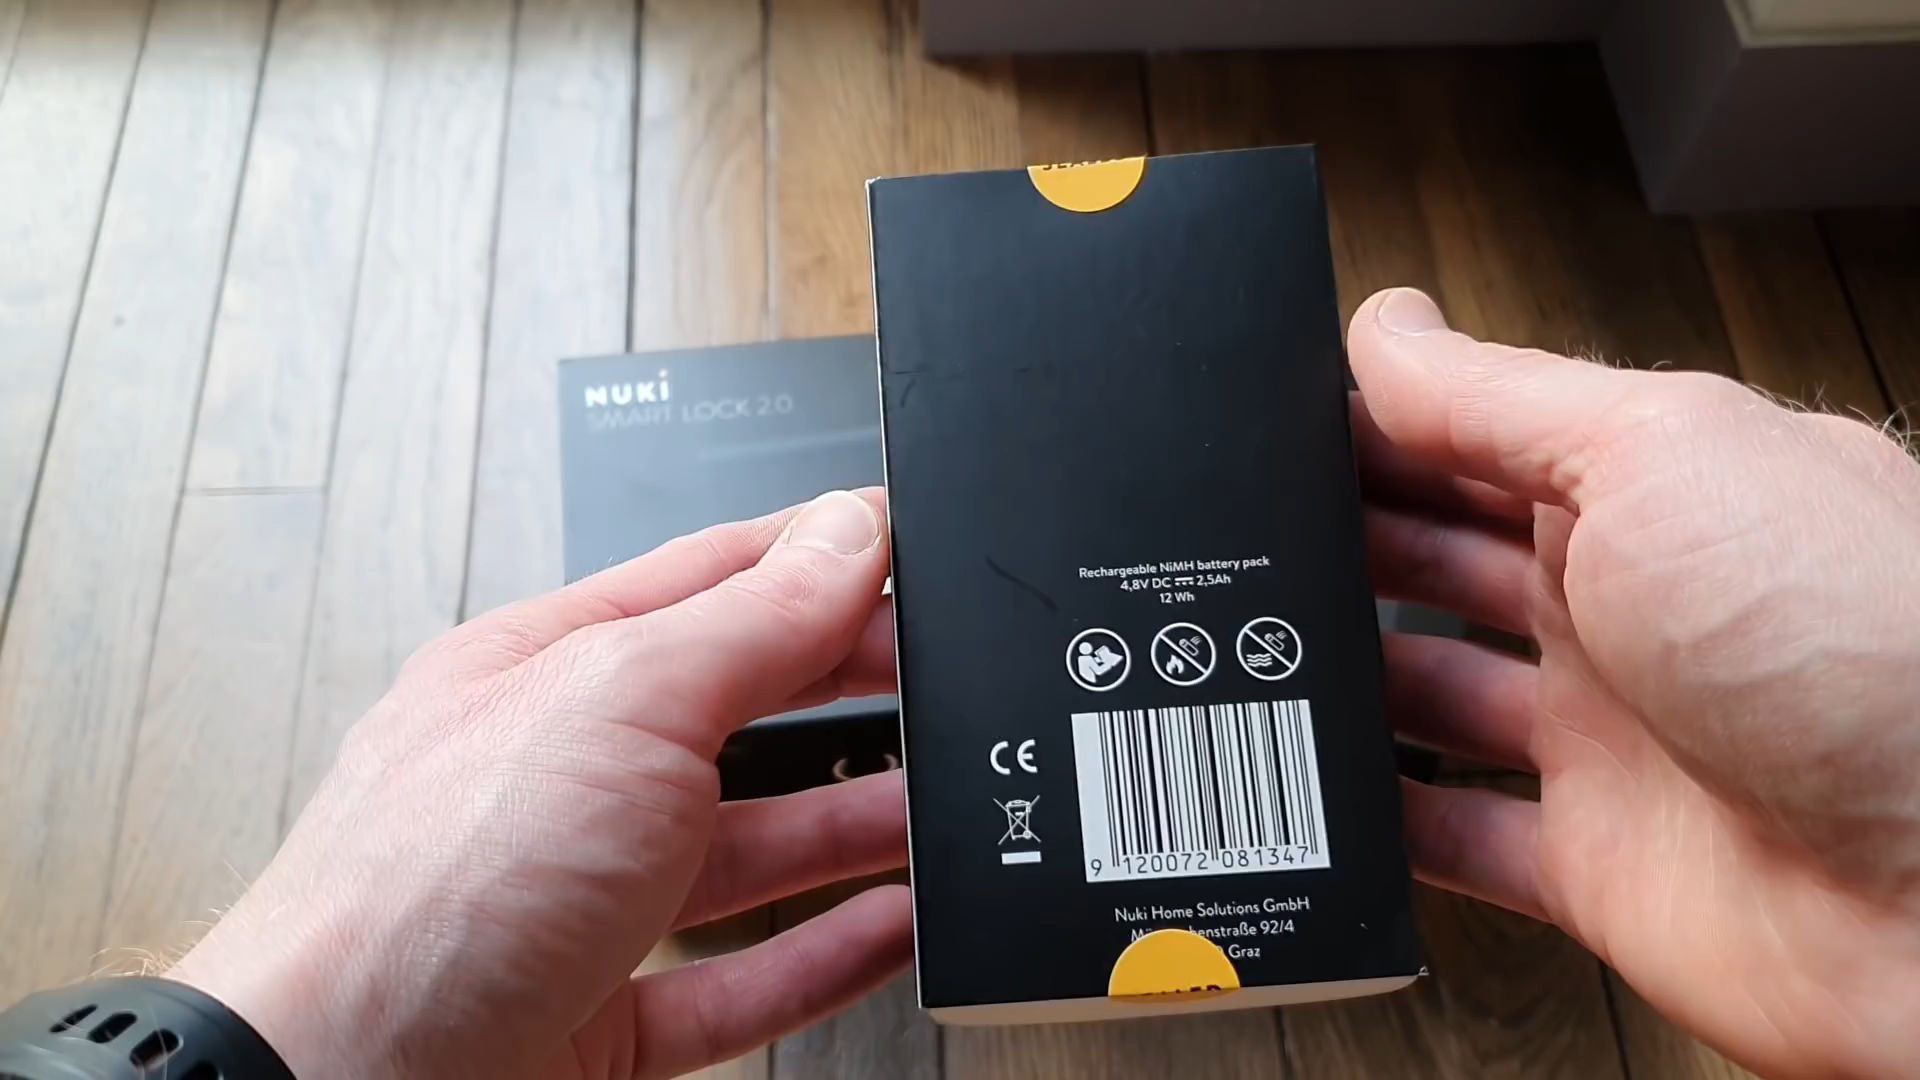 NUKI
SMART LOCK 2.0
Rechargeable NiMH battery pack
4,8V DC ⎓ 2,5Ah
12 Wh
CE
9 120072 081347
Nuki Home Solutions GmbH
92/4
Graz